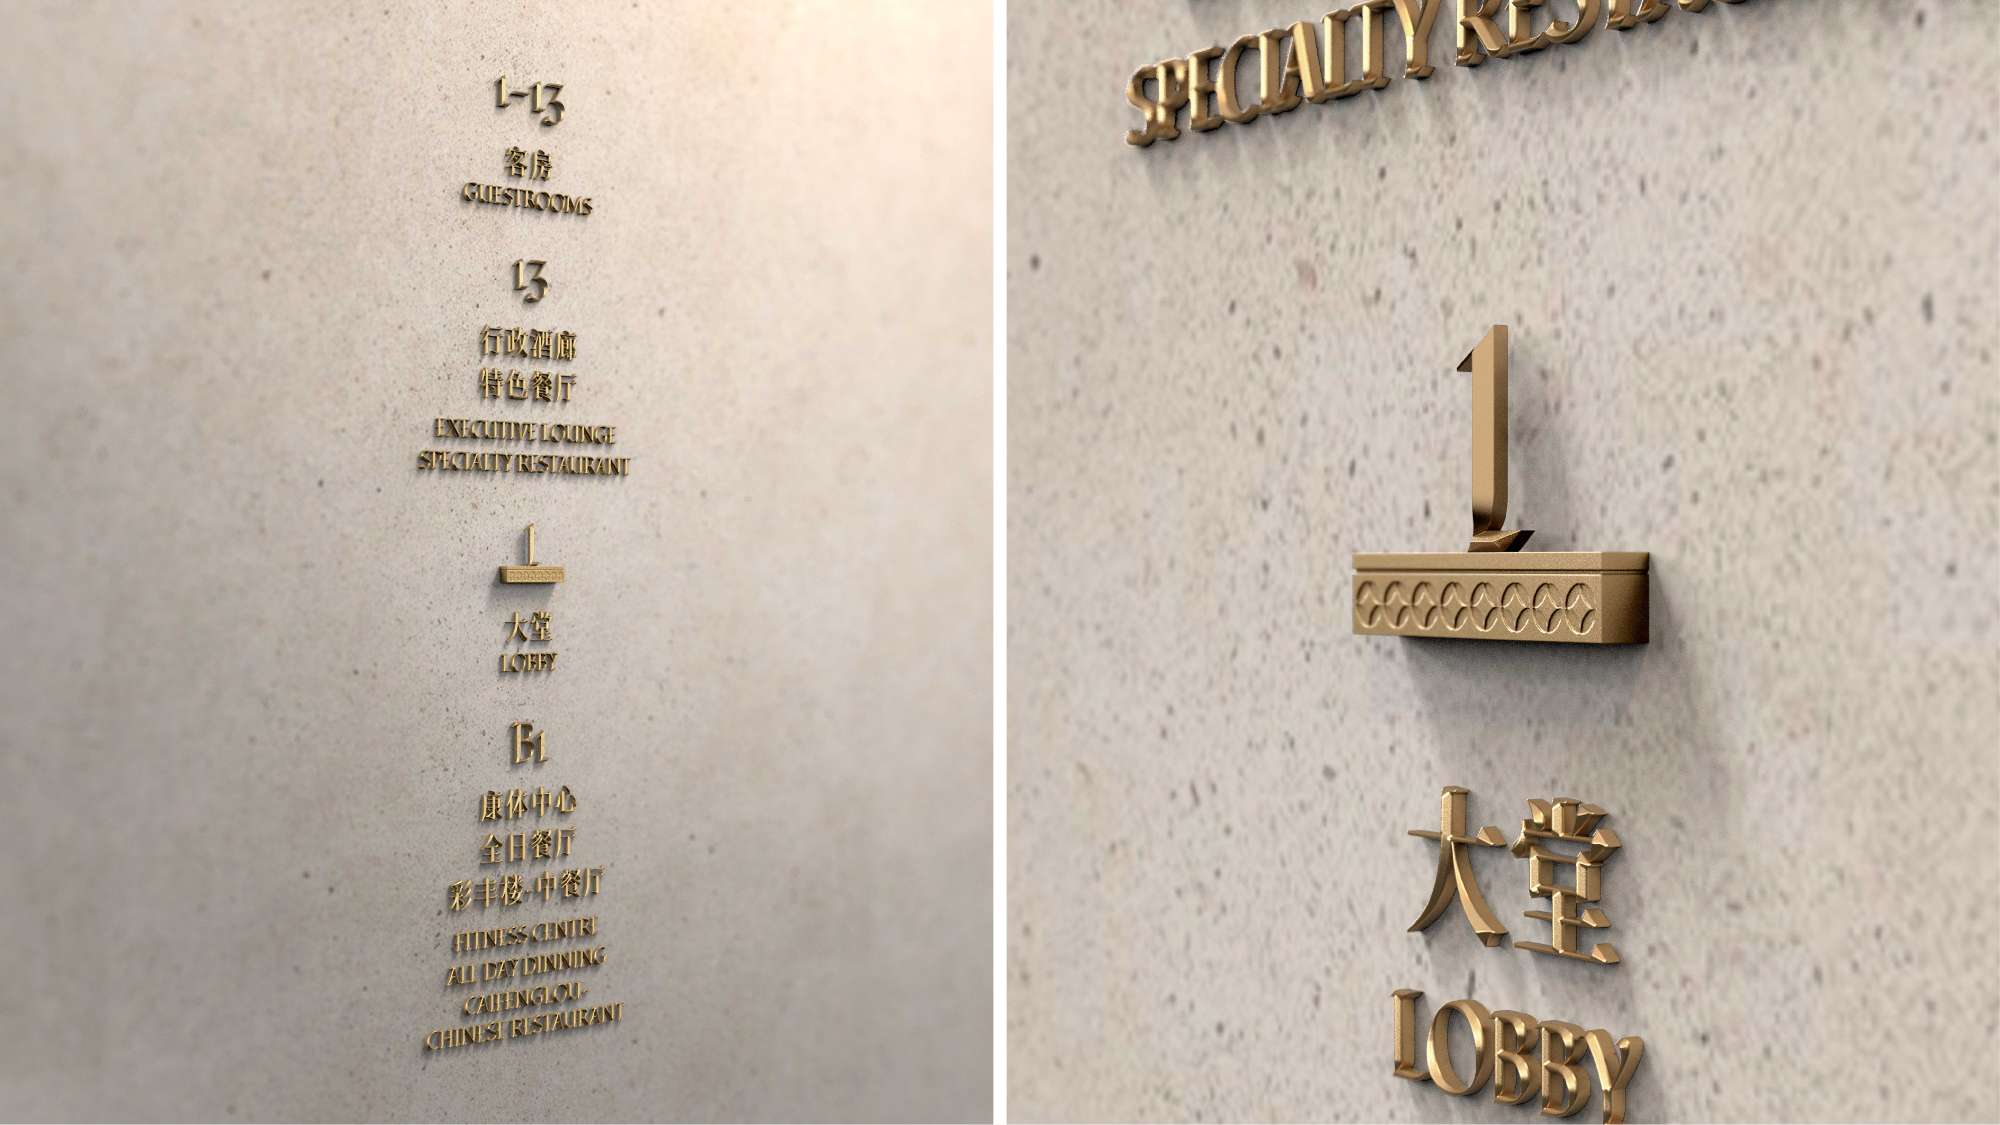 1-13
客房
GUESTROOMS
13
行政酒廊
特色餐厅
EXECUTIVE LOUNGE
SPECIALTY RESTAURANT
1
大堂
LOBBY
B1
康体中心
全日餐厅
彩丰楼-中餐厅
FITNESS CENTRE
ALL DAY DINNING
CAIFENGLOU-
CHINESE RESTAURANT
SPECIALTY
1
大堂
LOBBY